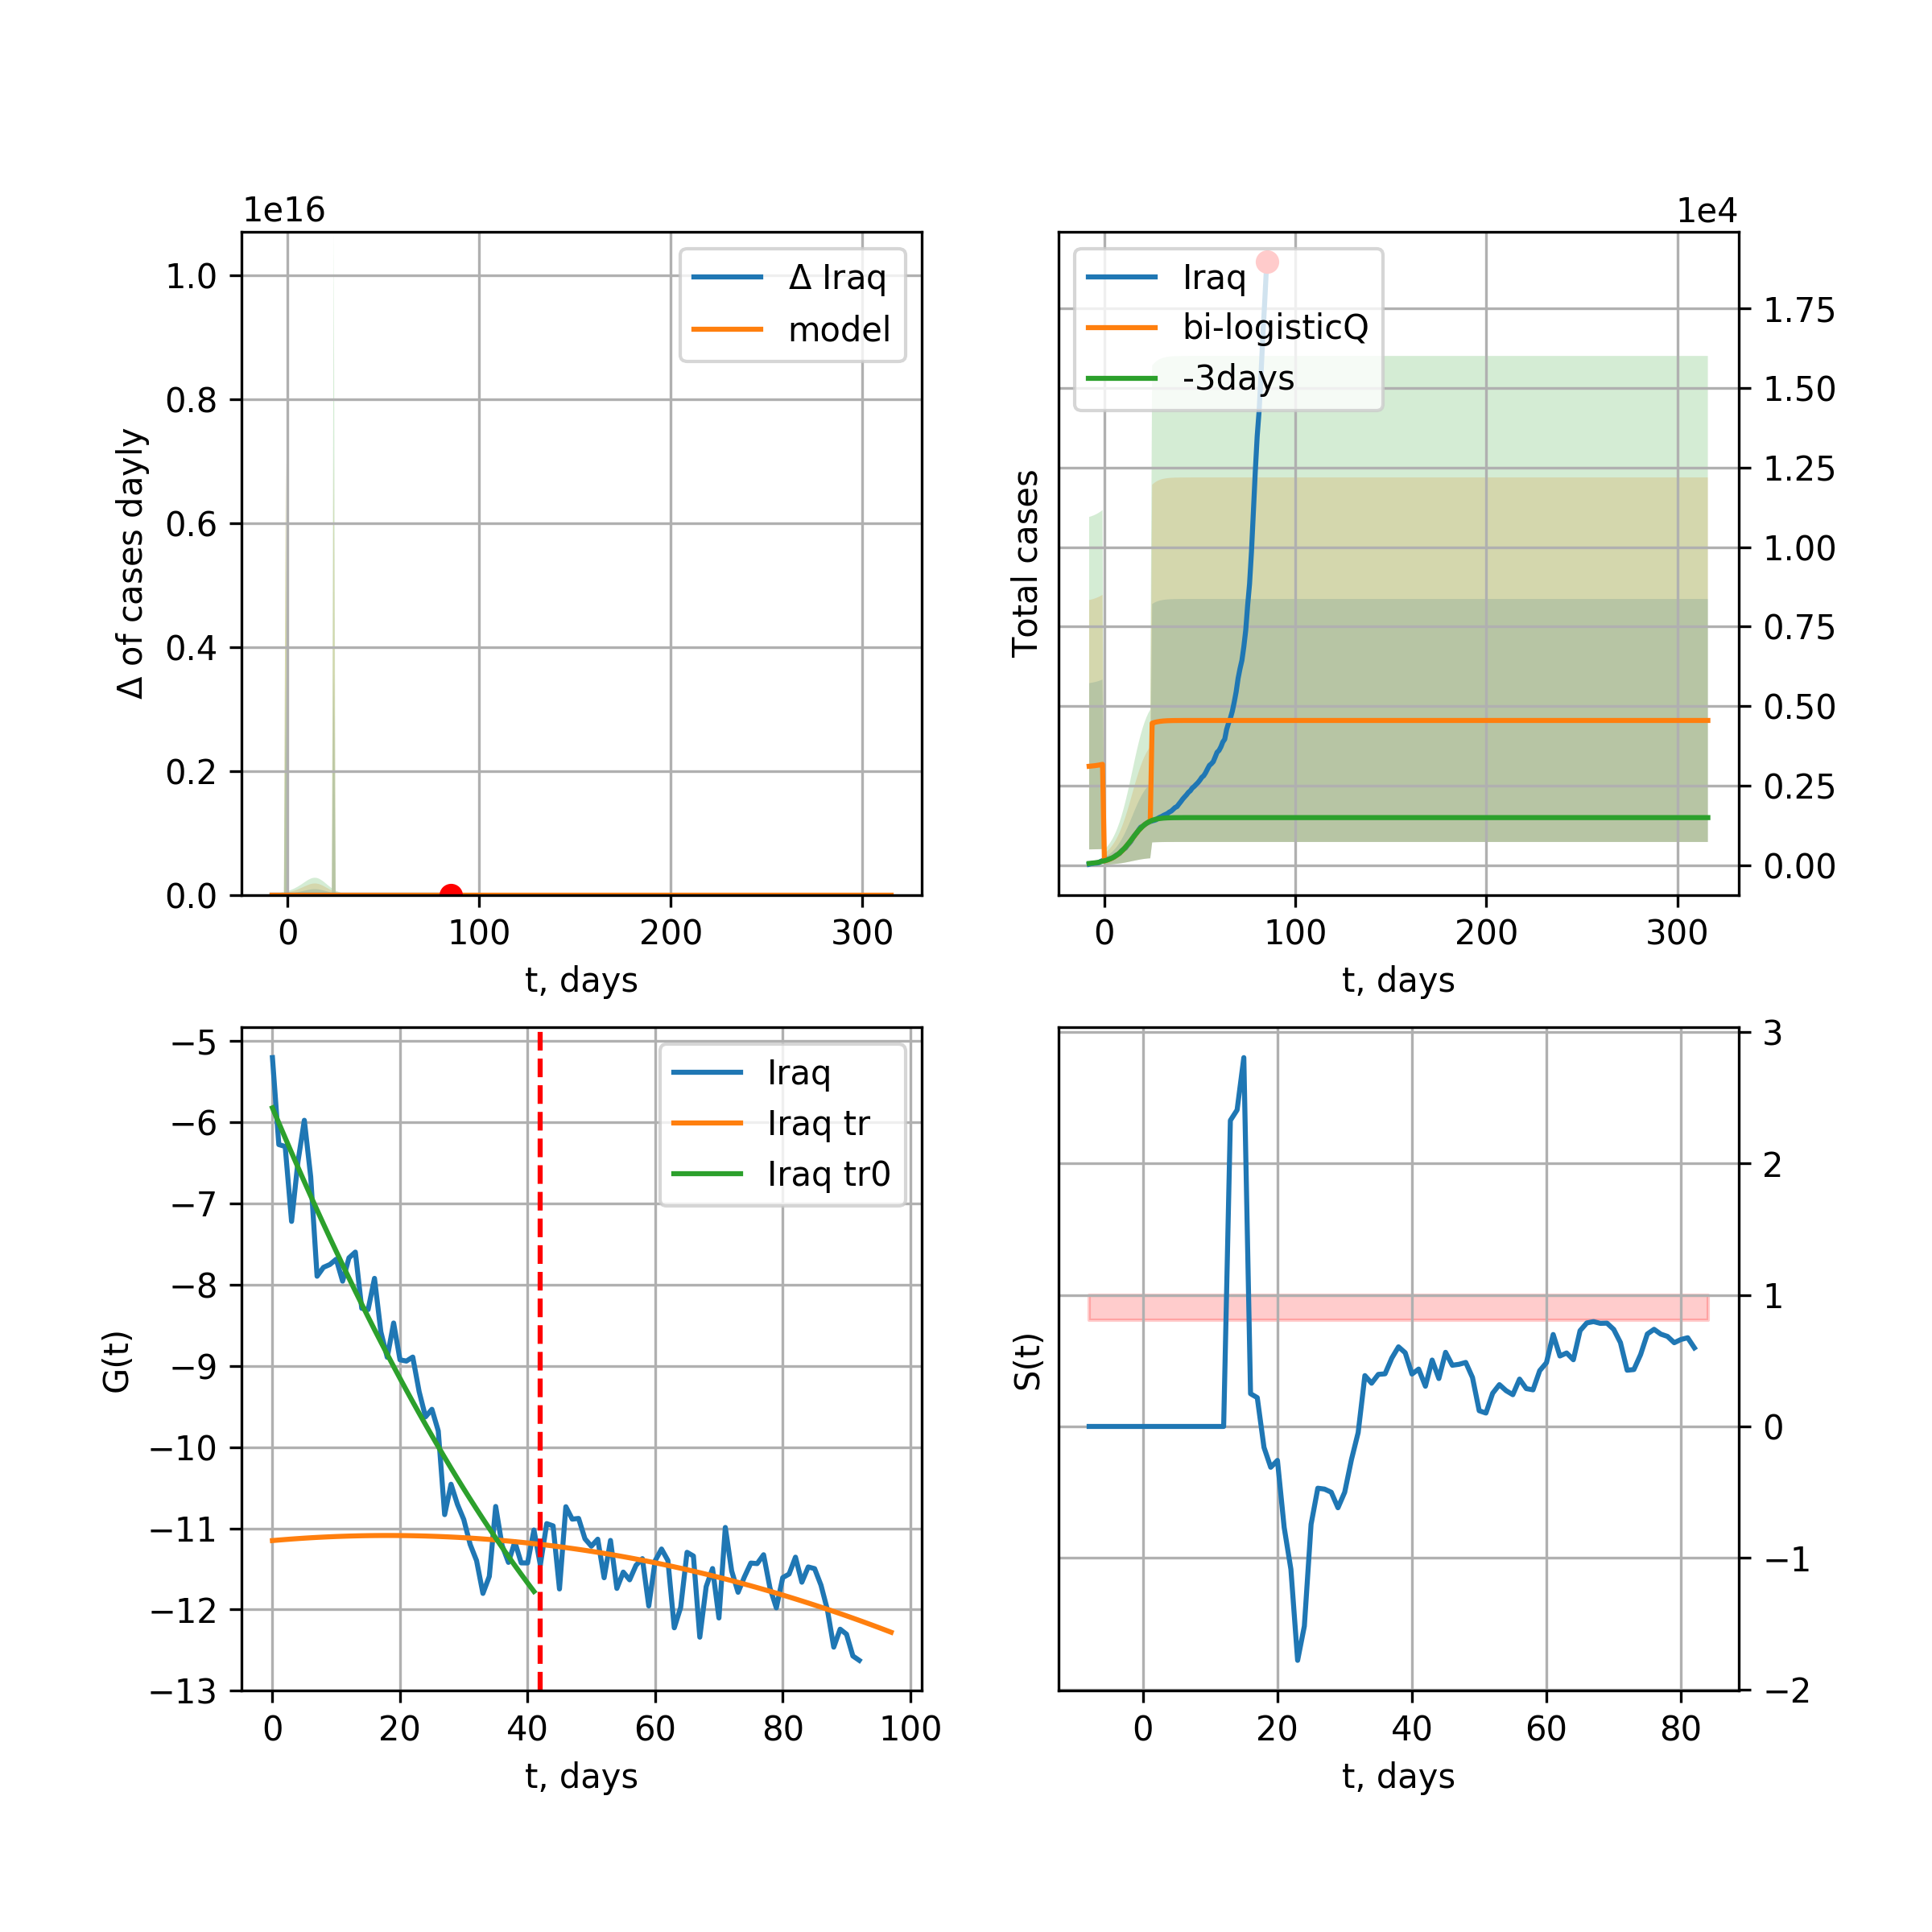 1e16
1.0
0.8
0.6
0.4
0.2
0.0
Δ of cases dayly
Δ Iraq
model
0 100 200 300
t, days
1e4
1.75
1.50
1.25
1.00
0.75
0.50
0.25
0.00
Total cases
Iraq
bi-logisticQ
-3days
0 100 200 300
t, days
−5
−6
−7
−8
−9
−10
−11
−12
−13
G(t)
Iraq
Iraq tr
Iraq tr0
0 20 40 60 80 100
t, days
3
2
1
0
−1
−2
S(t)
0 20 40 60 80
t, days